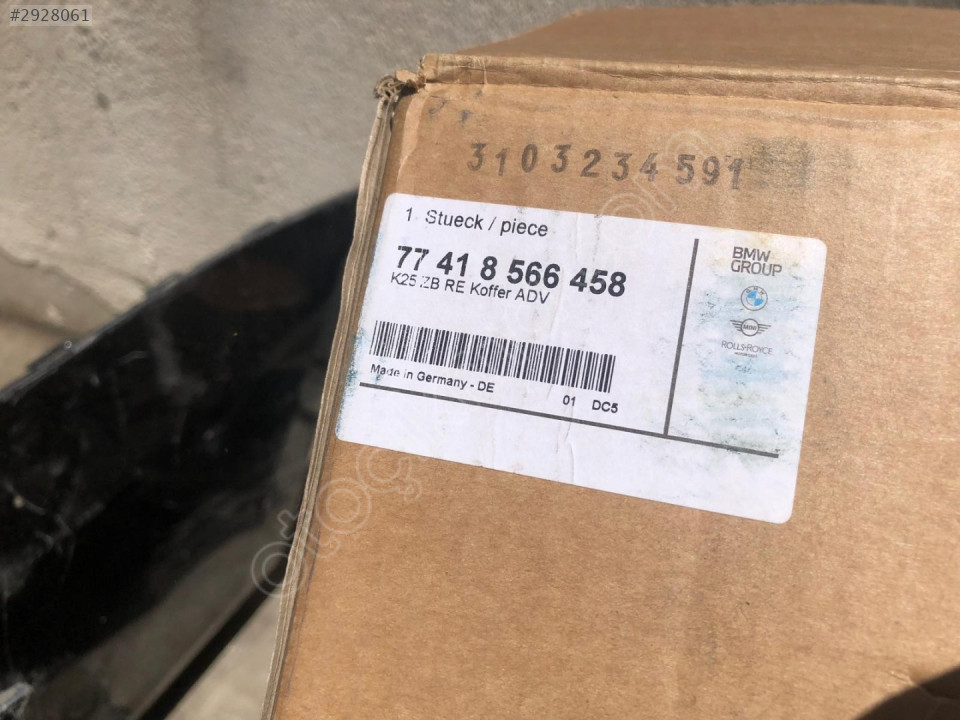 #2928061
3103234591
1 Stueck / piece
77 41 8 566 458
K25 ZB RE Koffer ADV
Made in Germany - DE
01 DC5
BMW
GROUP
MINI
ROLLS-ROYCE